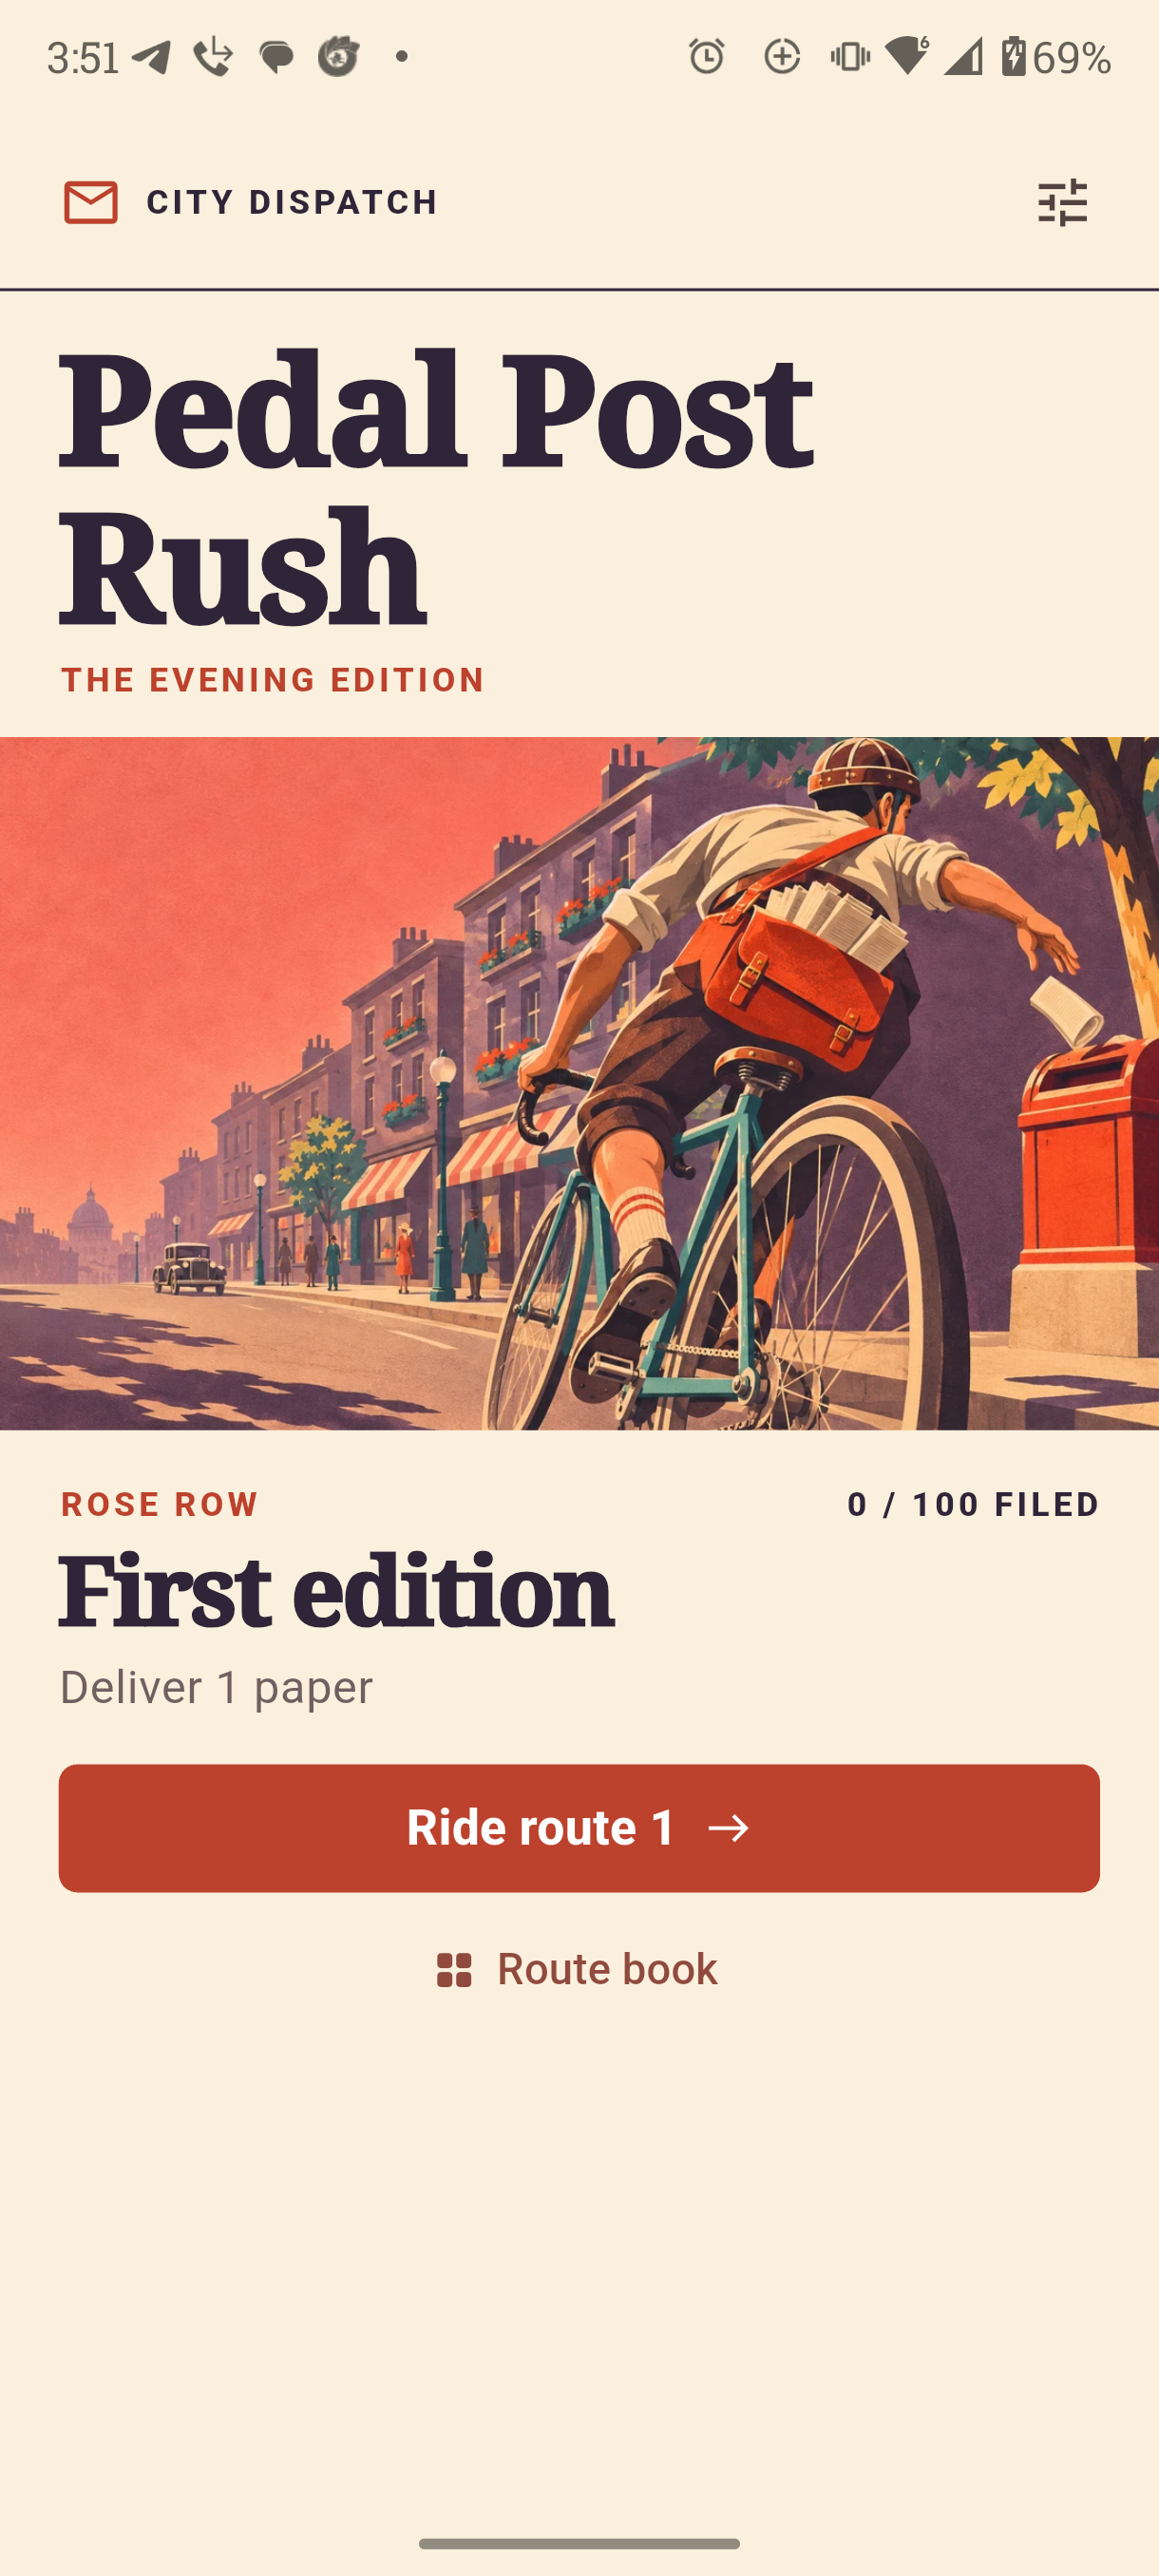 3:51
69%
CITY DISPATCH
Pedal Post
Rush
THE EVENING EDITION
ROSE ROW
0 / 100 FILED
First edition
Deliver 1 paper
Ride route 1 →
Route book